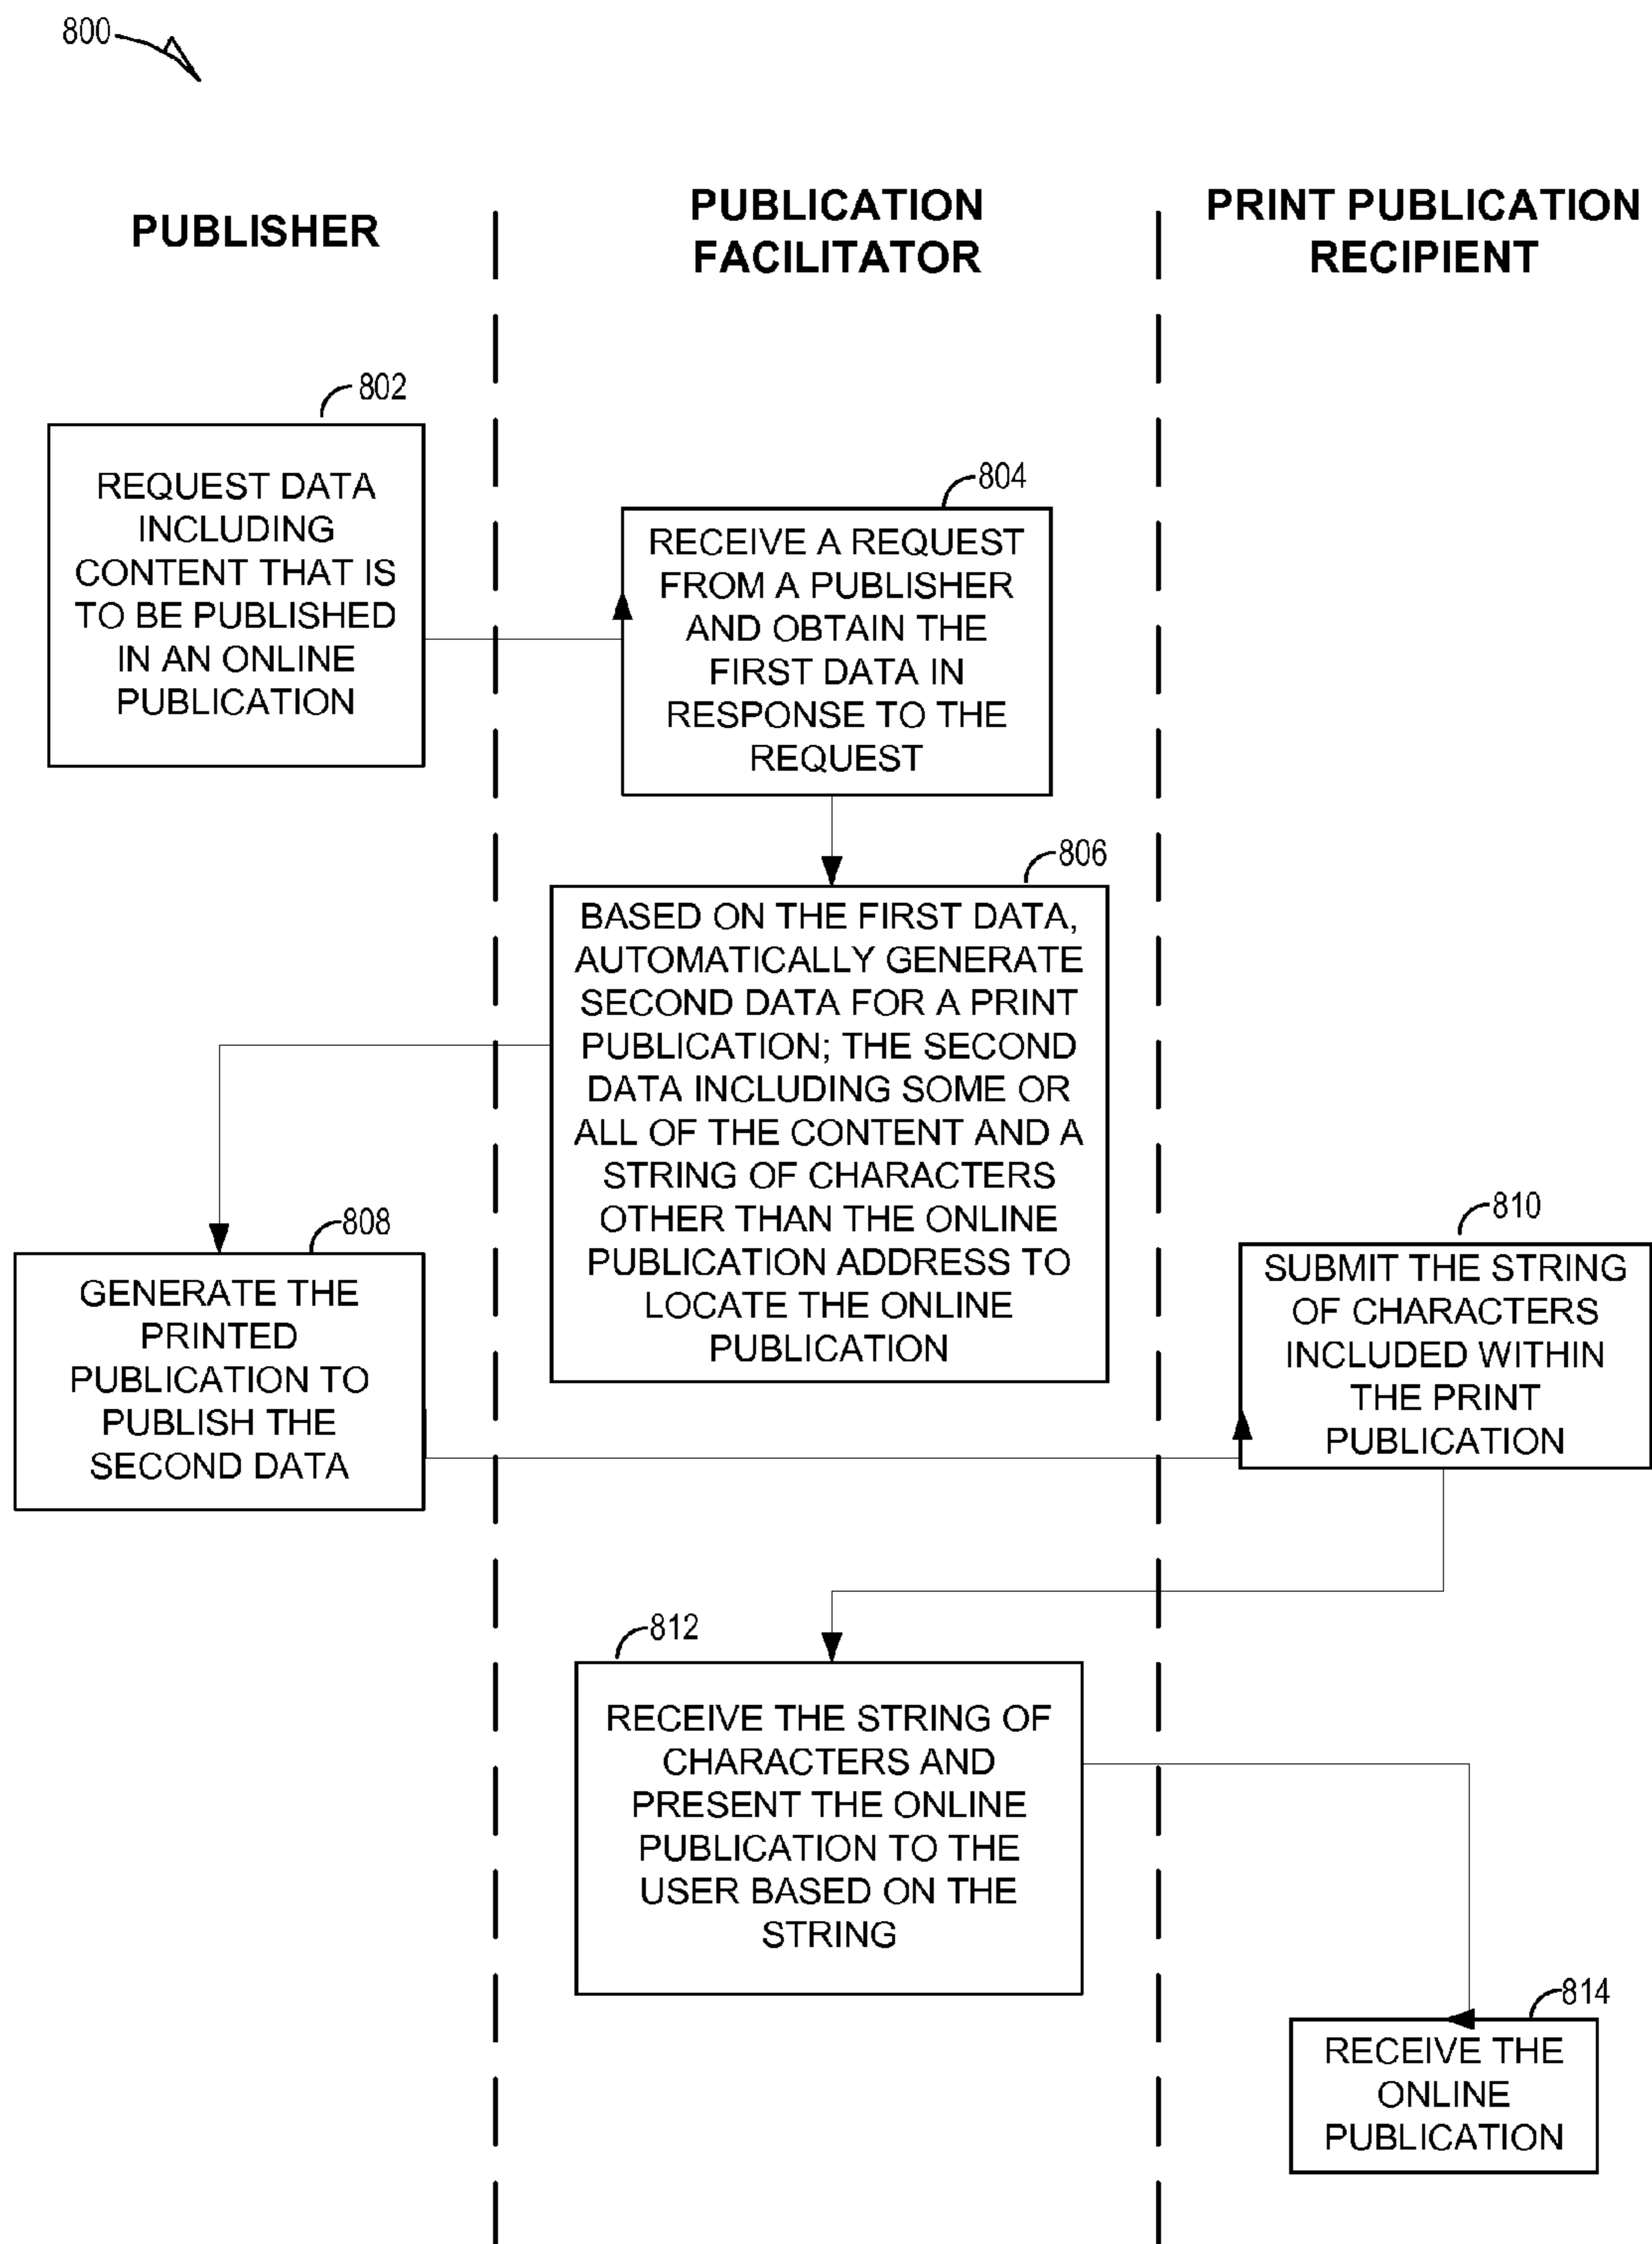 800
PUBLISHER
PUBLICATION
FACILITATOR
PRINT PUBLICATION
RECIPIENT
802
REQUEST DATA
INCLUDING
CONTENT THAT IS
TO BE PUBLISHED
IN AN ONLINE
PUBLICATION
804
RECEIVE A REQUEST
FROM A PUBLISHER
AND OBTAIN THE
FIRST DATA IN
RESPONSE TO THE
REQUEST
806
BASED ON THE FIRST DATA,
AUTOMATICALLY GENERATE
SECOND DATA FOR A PRINT
PUBLICATION; THE SECOND
DATA INCLUDING SOME OR
ALL OF THE CONTENT AND A
STRING OF CHARACTERS
OTHER THAN THE ONLINE
PUBLICATION ADDRESS TO
LOCATE THE ONLINE
PUBLICATION
808
GENERATE THE
PRINTED
PUBLICATION TO
PUBLISH THE
SECOND DATA
810
SUBMIT THE STRING
OF CHARACTERS
INCLUDED WITHIN
THE PRINT
PUBLICATION
812
RECEIVE THE STRING OF
CHARACTERS AND
PRESENT THE ONLINE
PUBLICATION TO THE
USER BASED ON THE
STRING
814
RECEIVE THE
ONLINE
PUBLICATION